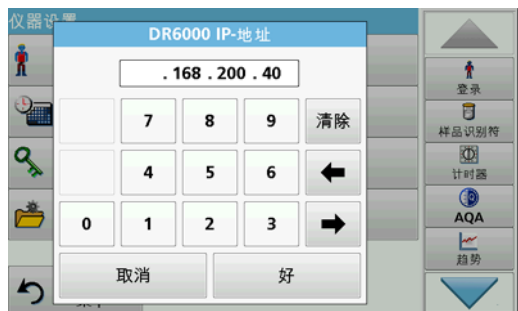 仪器设置
DR6000 IP-地址
. 168 . 200 . 40
7 8 9 清除
4 5 6
0 1 2 3
取消 好
登录
样品识别符
计时器
AQA
趋势